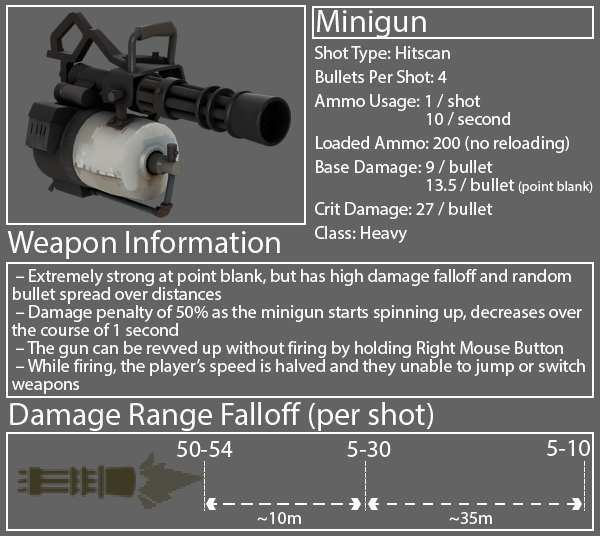 Minigun
Shot Type: Hitscan
Bullets Per Shot: 4
Ammo Usage: 1 / shot
10 / second
Loaded Ammo: 200 (no reloading)
Base Damage: 9 / bullet
13.5 / bullet (point blank)
Crit Damage: 27 / bullet
Class: Heavy
Weapon Information
– Extremely strong at point blank, but has high damage falloff and random
bullet spread over distances
– Damage penalty of 50% as the minigun starts spinning up, decreases over
the course of 1 second
– The gun can be revved up without firing by holding Right Mouse Button
– While firing, the player's speed is halved and they unable to jump or switch
weapons
Damage Range Falloff (per shot)
50-54 5-30 5-10
~10m ~35m